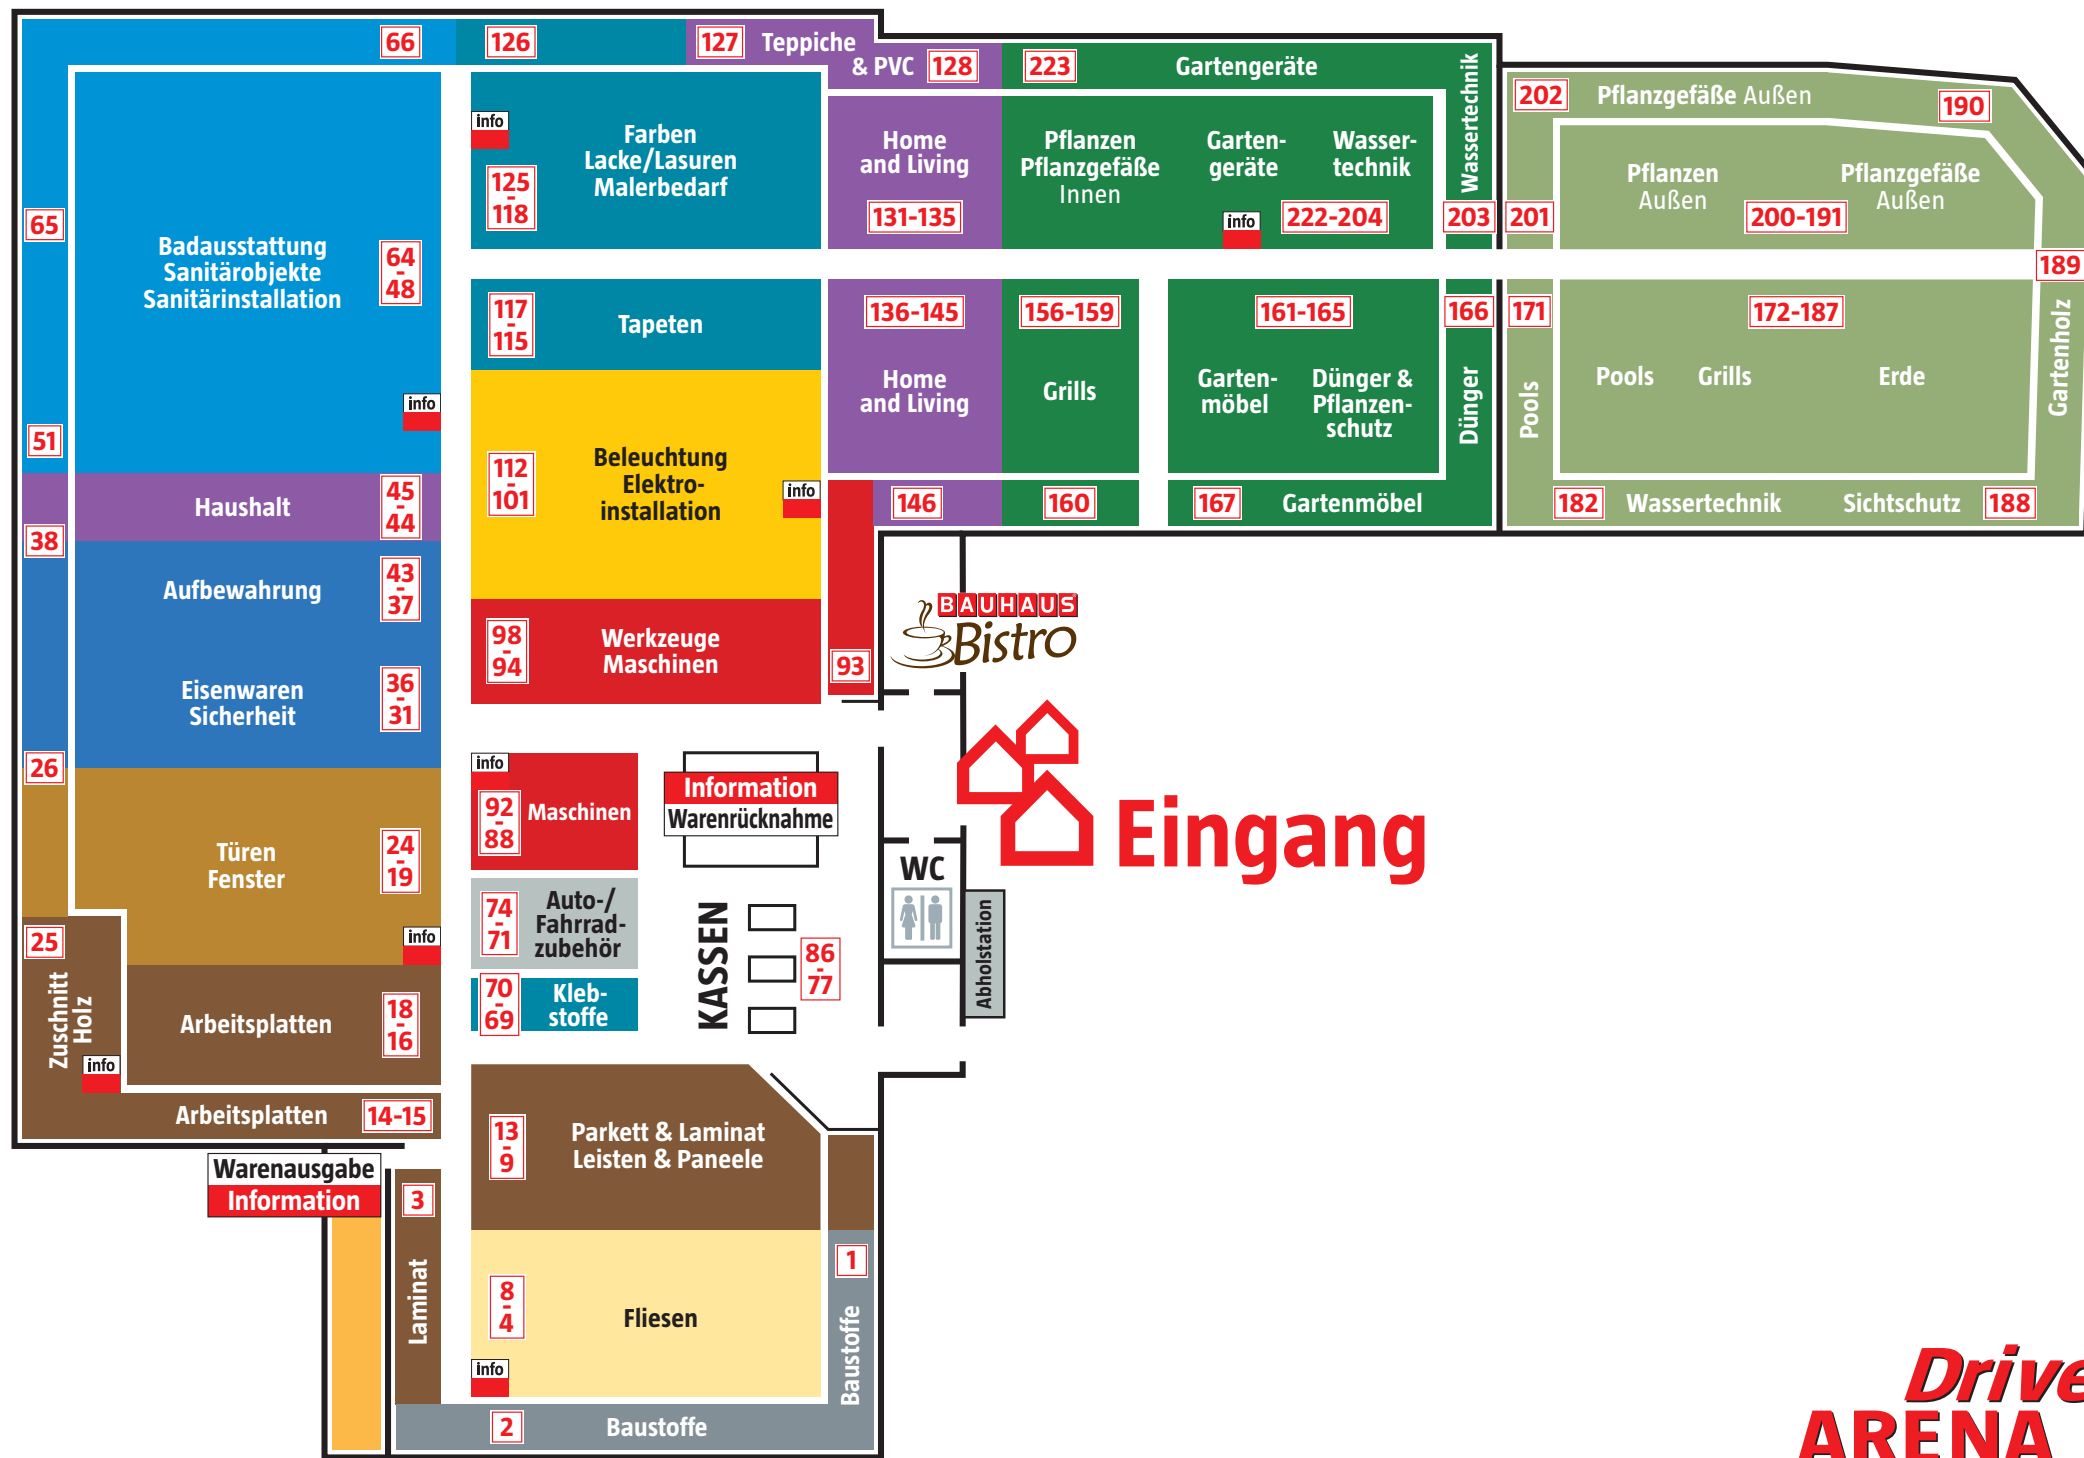 66
126
127
Teppiche
& PVC
128
223
Gartengeräte
Wassertechnik
202
Pflanzgefäße Außen
190
info
125
-
118
Farben
Lacke/Lasuren
Malerbedarf
Home
and Living
131-135
Pflanzen
Pflanzgefäße
Innen
Garten-
geräte
Wasser-
technik
info
222-204
203
201
Pflanzen
Außen
200-191
Pflanzgefäße
Außen
189
65
Badausstattung
Sanitärobjekte
Sanitärinstallation
64
-
48
info
51
117
-
115
Tapeten
136-145
Home
and Living
156-159
Grills
161-165
Garten-
möbel
Dünger &
Pflanzen-
schutz
166
Dünger
171
Pools
172-187
Pools
Grills
Erde
Gartenholz
112
-
101
Beleuchtung
Elektro-
installation
info
146
160
167
Gartenmöbel
182
Wassertechnik
Sichtschutz
188
Haushalt
45
-
44
38
Aufbewahrung
43
-
37
Eisenwaren
Sicherheit
36
-
31
98
-
94
Werkzeuge
Maschinen
93
BAUHAUS
Bistro
26
Türen
Fenster
24
-
19
info
info
92
-
88
Maschinen
Information
Warenrücknahme
Eingang
WC
74
-
71
Auto-/
Fahrrad-
zubehör
KASSEN
86
-
77
Abholstation
70
-
69
Kleb-
stoffe
25
Zuschnitt
Holz
info
Arbeitsplatten
18
-
16
Arbeitsplatten
14-15
13
-
9
Parkett & Laminat
Leisten & Paneele
Warenausgabe
Information
3
Laminat
8
-
4
Fliesen
info
1
Baustoffe
2
Baustoffe
Drive
ARENA